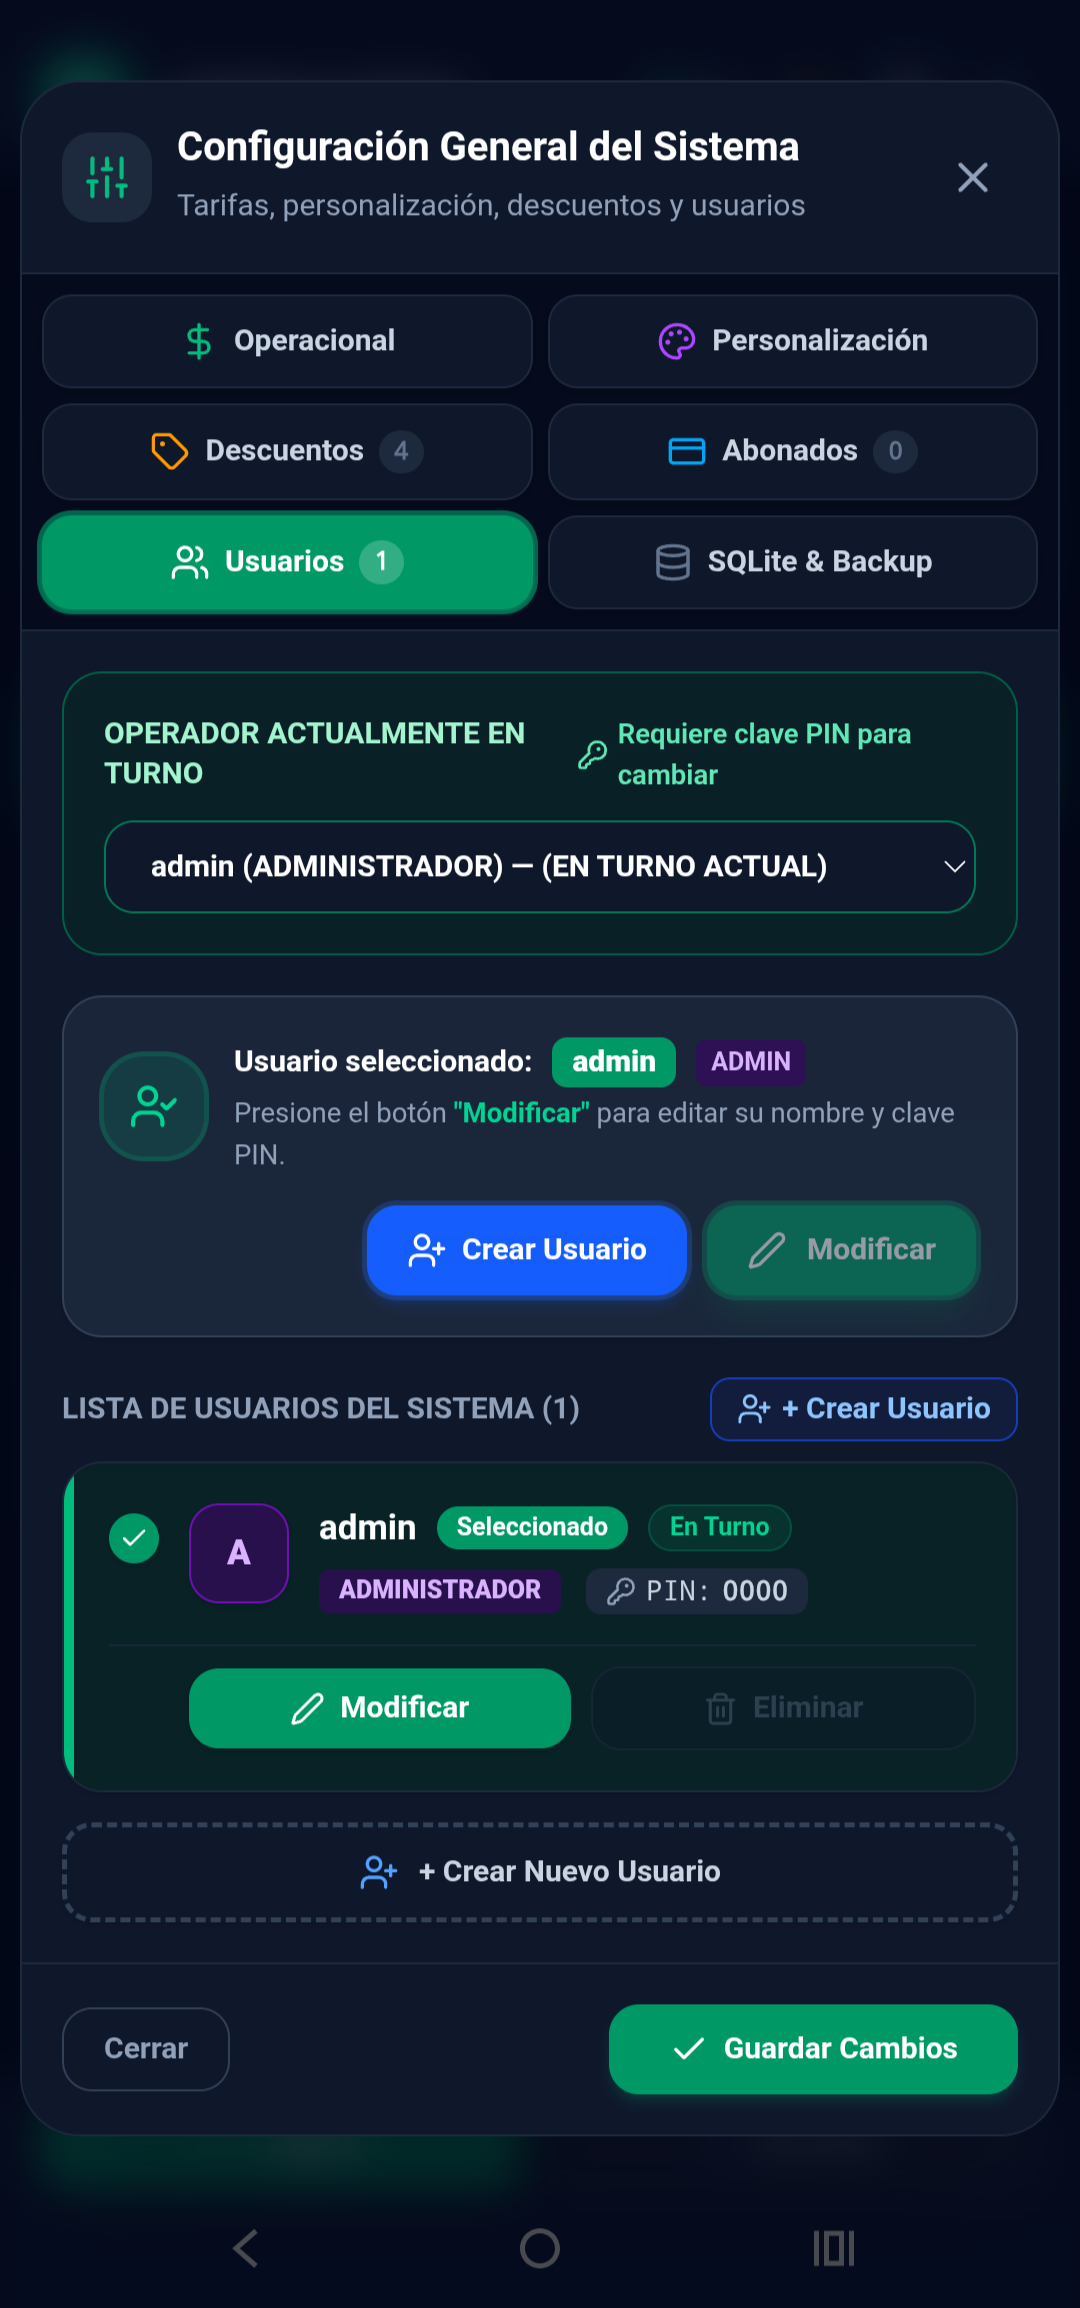 Configuración General del Sistema
Tarifas, personalización, descuentos y usuarios
Operacional
Personalización
Descuentos 4
Abonados 0
Usuarios 1
SQLite & Backup
OPERADOR ACTUALMENTE EN
TURNO
Requiere clave PIN para
cambiar
admin (ADMINISTRADOR) — (EN TURNO ACTUAL)
Usuario seleccionado: admin ADMIN
Presione el botón "Modificar" para editar su nombre y clave
PIN.
Crear Usuario
Modificar
LISTA DE USUARIOS DEL SISTEMA (1)
+ Crear Usuario
A
admin Seleccionado En Turno
ADMINISTRADOR PIN: 0000
Modificar
Eliminar
+ Crear Nuevo Usuario
Cerrar
Guardar Cambios